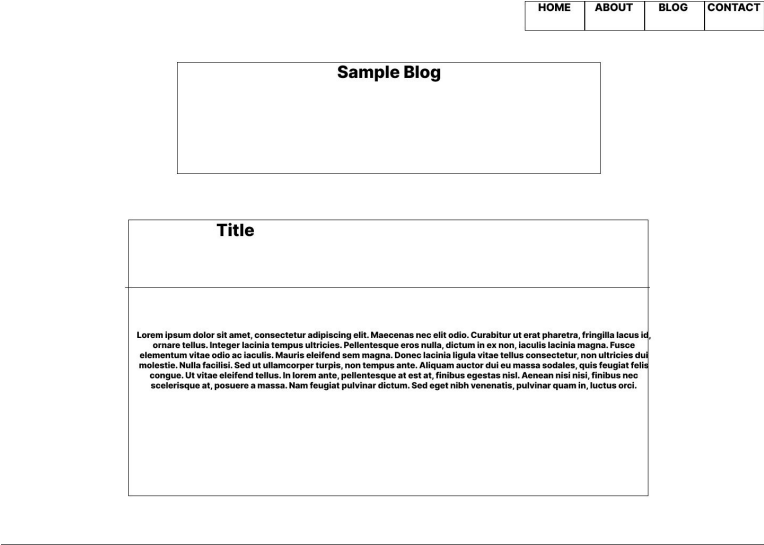 HOME ABOUT BLOG CONTACT
Sample Blog
Title
Lorem ipsum dolor sit amet, consectetur adipiscing elit. Maecenas nec elit odio. Curabitur ut erat pharetra, fringilla lacus id,
ornare tellus. Integer lacinia tempus ultricies. Pellentesque eros nulla, dictum in ex non, iaculis lacinia magna. Fusce
elementum vitae odio ac iaculis. Mauris eleifend sem magna. Donec lacinia ligula vitae tellus consectetur, non ultricies dui
molestie. Nulla facilisi. Sed ut ullamcorper turpis, non tempus ante. Aliquam auctor dui eu massa sodales, quis feugiat felis
congue. Ut vitae eleifend tellus. In lorem ante, pellentesque at est at, finibus egestas nisl. Aenean nisi nisi, finibus nec
scelerisque at, posuere a massa. Nam feugiat pulvinar dictum. Sed eget nibh venenatis, pulvinar quam in, luctus orci.